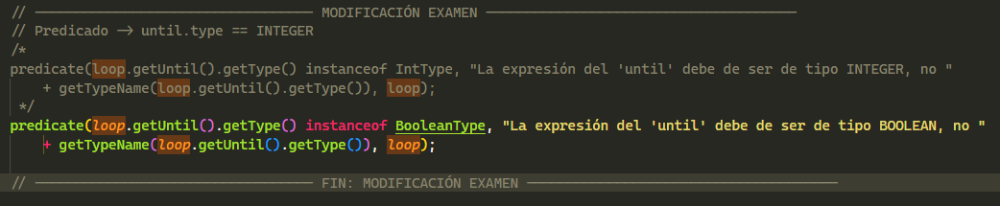 // ────────────────────────────────── MODIFICACIÓN EXAMEN ──────────────────────────────────────
// Predicado -> until.type == INTEGER
/*
predicate(loop.getUntil().getType() instanceof IntType, "La expresión del 'until' debe de ser de tipo INTEGER, no "
+ getTypeName(loop.getUntil().getType()), loop);
*/
predicate(loop.getUntil().getType() instanceof BooleanType, "La expresión del 'until' debe de ser de tipo BOOLEAN, no "
+ getTypeName(loop.getUntil().getType()), loop);
// ────────────────────────────────── FIN: MODIFICACIÓN EXAMEN ──────────────────────────────────────